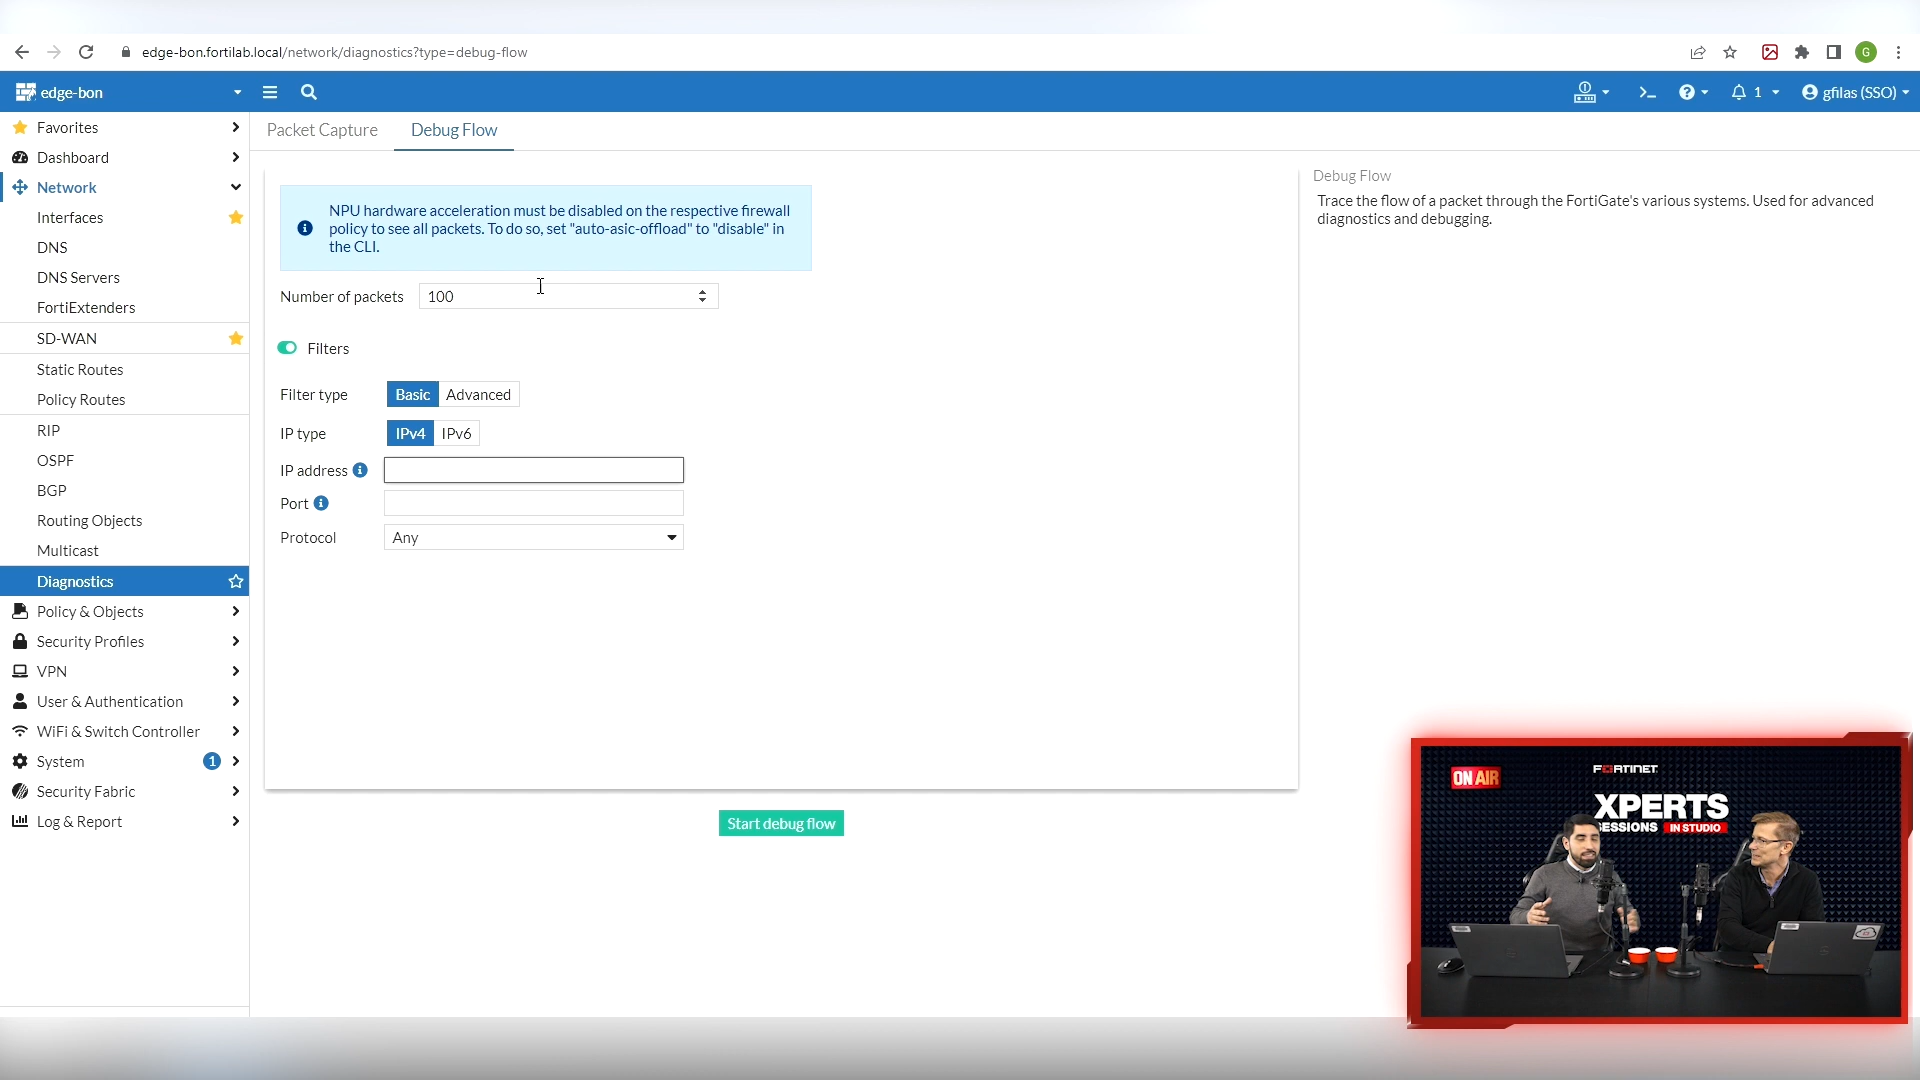 edge-bon.fortilab.local/network/diagnostics?type=debug-flow
G
edge-bon
1
gfilas (SSO)
Favorites
Dashboard
Network
Interfaces
DNS
DNS Servers
FortiExtenders
SD-WAN
Static Routes
Policy Routes
RIP
OSPF
BGP
Routing Objects
Multicast
Diagnostics
Policy & Objects
Security Profiles
VPN
User & Authentication
WiFi & Switch Controller
System
1
Security Fabric
Log & Report
Packet Capture
Debug Flow
NPU hardware acceleration must be disabled on the respective firewall
policy to see all packets. To do so, set "auto-asic-offload" to "disable" in
the CLI.
Number of packets
100
Filters
Filter type
Basic
Advanced
IP type
IPv4
IPv6
IP address
Port
Protocol
Any
Start debug flow
Debug Flow
Trace the flow of a packet through the FortiGate's various systems. Used for advanced
diagnostics and debugging.
ON AIR
FORTINET
XPERTS
ESSIONS
IN STUDIO